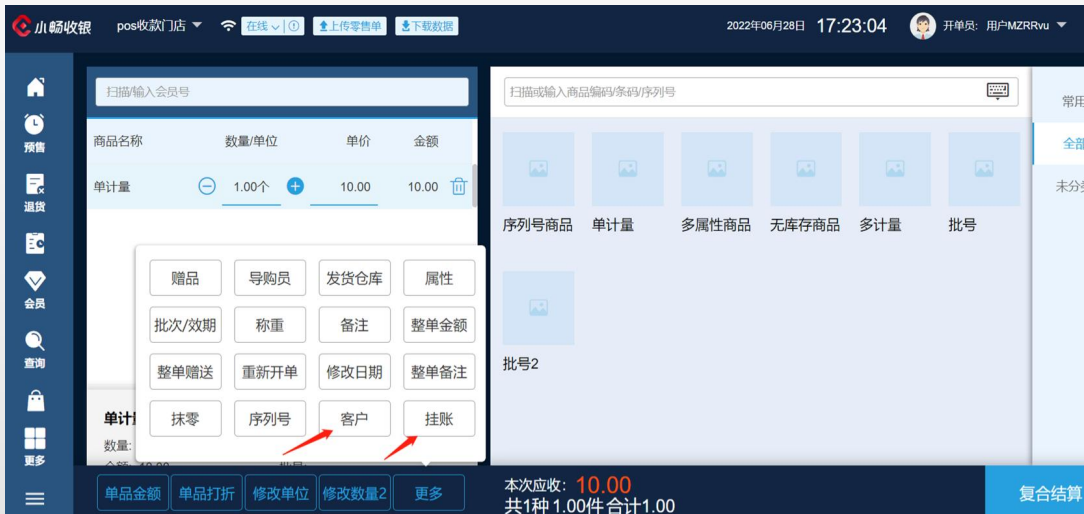 小畅收银 pos收款门店 在线 上传零售单 下载数据 2022年06月28日 17:23:04 开单员: 用户MZRRvu
扫描/输入会员号
扫描或输入商品编码/条码/序列号
常用
全部
未分类
预售
退货
会员
查询
更多
商品名称 数量/单位 单价 金额
单计量 1.00个 10.00 10.00
序列号商品 单计量 多属性商品 无库存商品 多计量 批号
批号2
赠品 导购员 发货仓库 属性
批次/效期 称重 备注 整单金额
整单赠送 重新开单 修改日期 整单备注
抹零 序列号 客户 挂账
单计
数量:
单品金额 单品打折 修改单位 修改数量2 更多
本次应收: 10.00
共1种1.00件合计1.00
复合结算